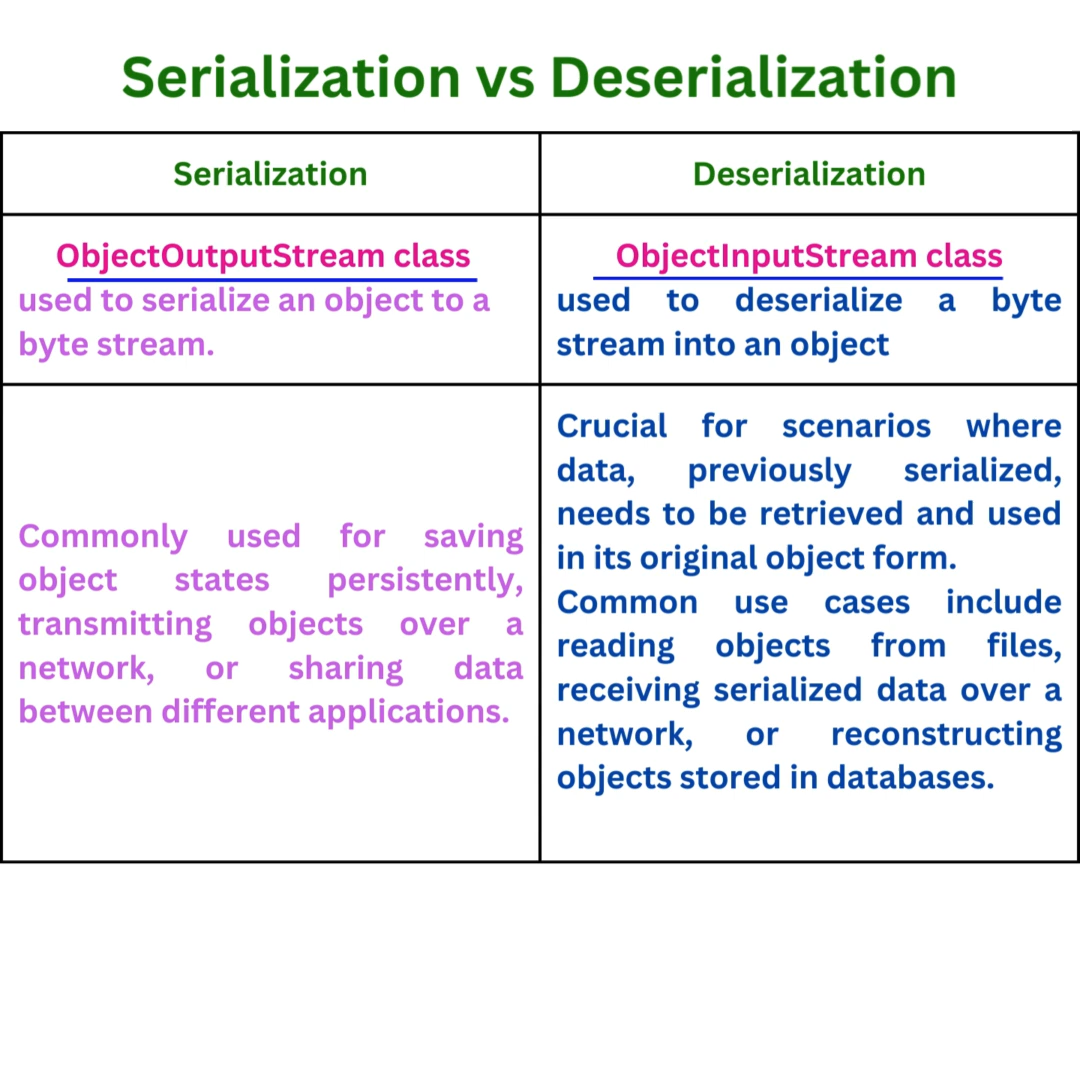 Serialization vs Deserialization
Serialization
Deserialization
ObjectOutputStream class
used to serialize an object to a
byte stream.
ObjectInputStream class
used to deserialize a byte
stream into an object
Commonly used for saving
object states persistently,
transmitting objects over a
network, or sharing data
between different applications.
Crucial for scenarios where
data, previously serialized,
needs to be retrieved and used
in its original object form.
Common use cases include
reading objects from files,
receiving serialized data over a
network, or reconstructing
objects stored in databases.